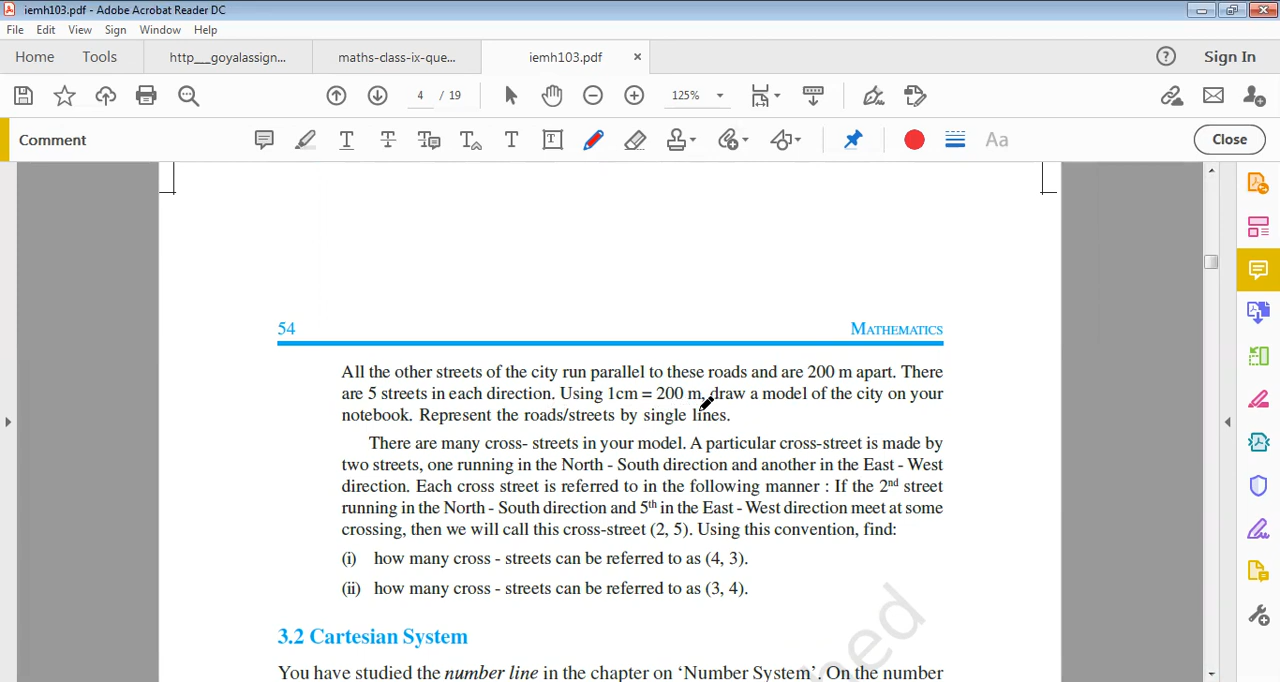 iemh103.pdf - Adobe Acrobat Reader DC
File Edit View Sign Window Help
Home Tools http___goyalassign... maths-class-ix-que... iemh103.pdf × ? Sign In
4 / 19 125%
Comment T T T T T T Aa Close
54 MATHEMATICS
All the other streets of the city run parallel to these roads and are 200 m apart. There
are 5 streets in each direction. Using 1cm = 200 m, draw a model of the city on your
notebook. Represent the roads/streets by single lines.
There are many cross- streets in your model. A particular cross-street is made by
two streets, one running in the North - South direction and another in the East - West
direction. Each cross street is referred to in the following manner : If the 2nd street
running in the North - South direction and 5th in the East - West direction meet at some
crossing, then we will call this cross-street (2, 5). Using this convention, find:
(i) how many cross - streets can be referred to as (4, 3).
(ii) how many cross - streets can be referred to as (3, 4).
3.2 Cartesian System
You have studied the number line in the chapter on ‘Number System’. On the number